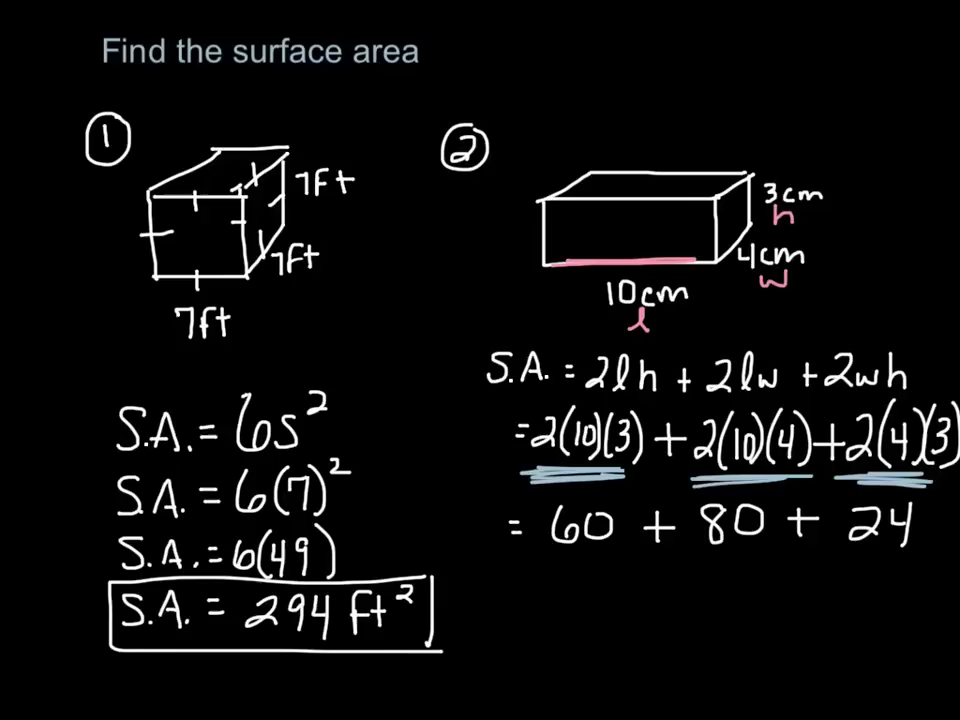 Find the surface area
1
7ft
7ft
7ft
S.A. = 6s²
S.A. = 6(7)²
S.A. = 6(49)
S.A. = 294 ft²
2
3cm
h
4cm
w
10cm
l
S.A. = 2lh + 2lw + 2wh
= 2(10)(3) + 2(10)(4) + 2(4)(3)
= 60 + 80 + 24